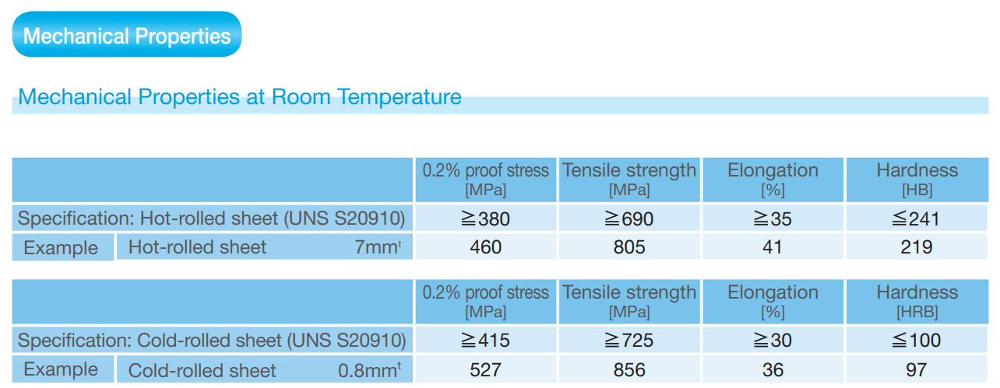 Mechanical Properties
Mechanical Properties at Room Temperature
0.2% proof stress [MPa] Tensile strength [MPa] Elongation [%] Hardness [HB]
Specification: Hot-rolled sheet (UNS S20910) ≧380 ≧690 ≧35 ≦241
Example Hot-rolled sheet 7mmᵗ 460 805 41 219
0.2% proof stress [MPa] Tensile strength [MPa] Elongation [%] Hardness [HRB]
Specification: Cold-rolled sheet (UNS S20910) ≧415 ≧725 ≧30 ≦100
Example Cold-rolled sheet 0.8mmᵗ 527 856 36 97